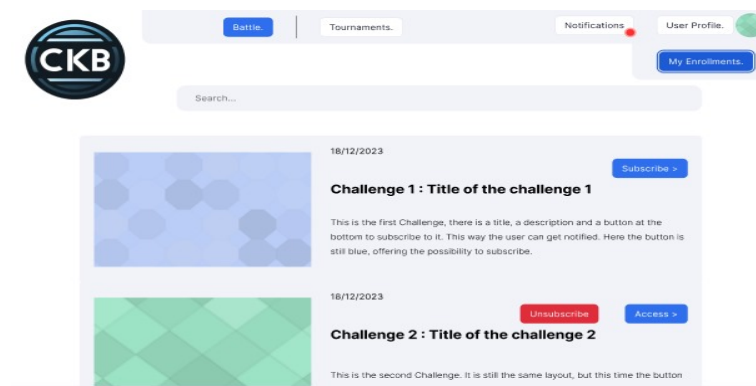 CKB
Battle.
Tournaments.
Notifications
User Profile.
My Enrollments.
Search...
18/12/2023
Subscribe >
Challenge 1 : Title of the challenge 1
This is the first Challenge, there is a title, a description and a button at the
bottom to subscribe to it. This way the user can get notified. Here the button is
still blue, offering the possibility to subscribe.
18/12/2023
Unsubscribe
Access >
Challenge 2 : Title of the challenge 2
This is the second Challenge. It is still the same layout, but this time the button